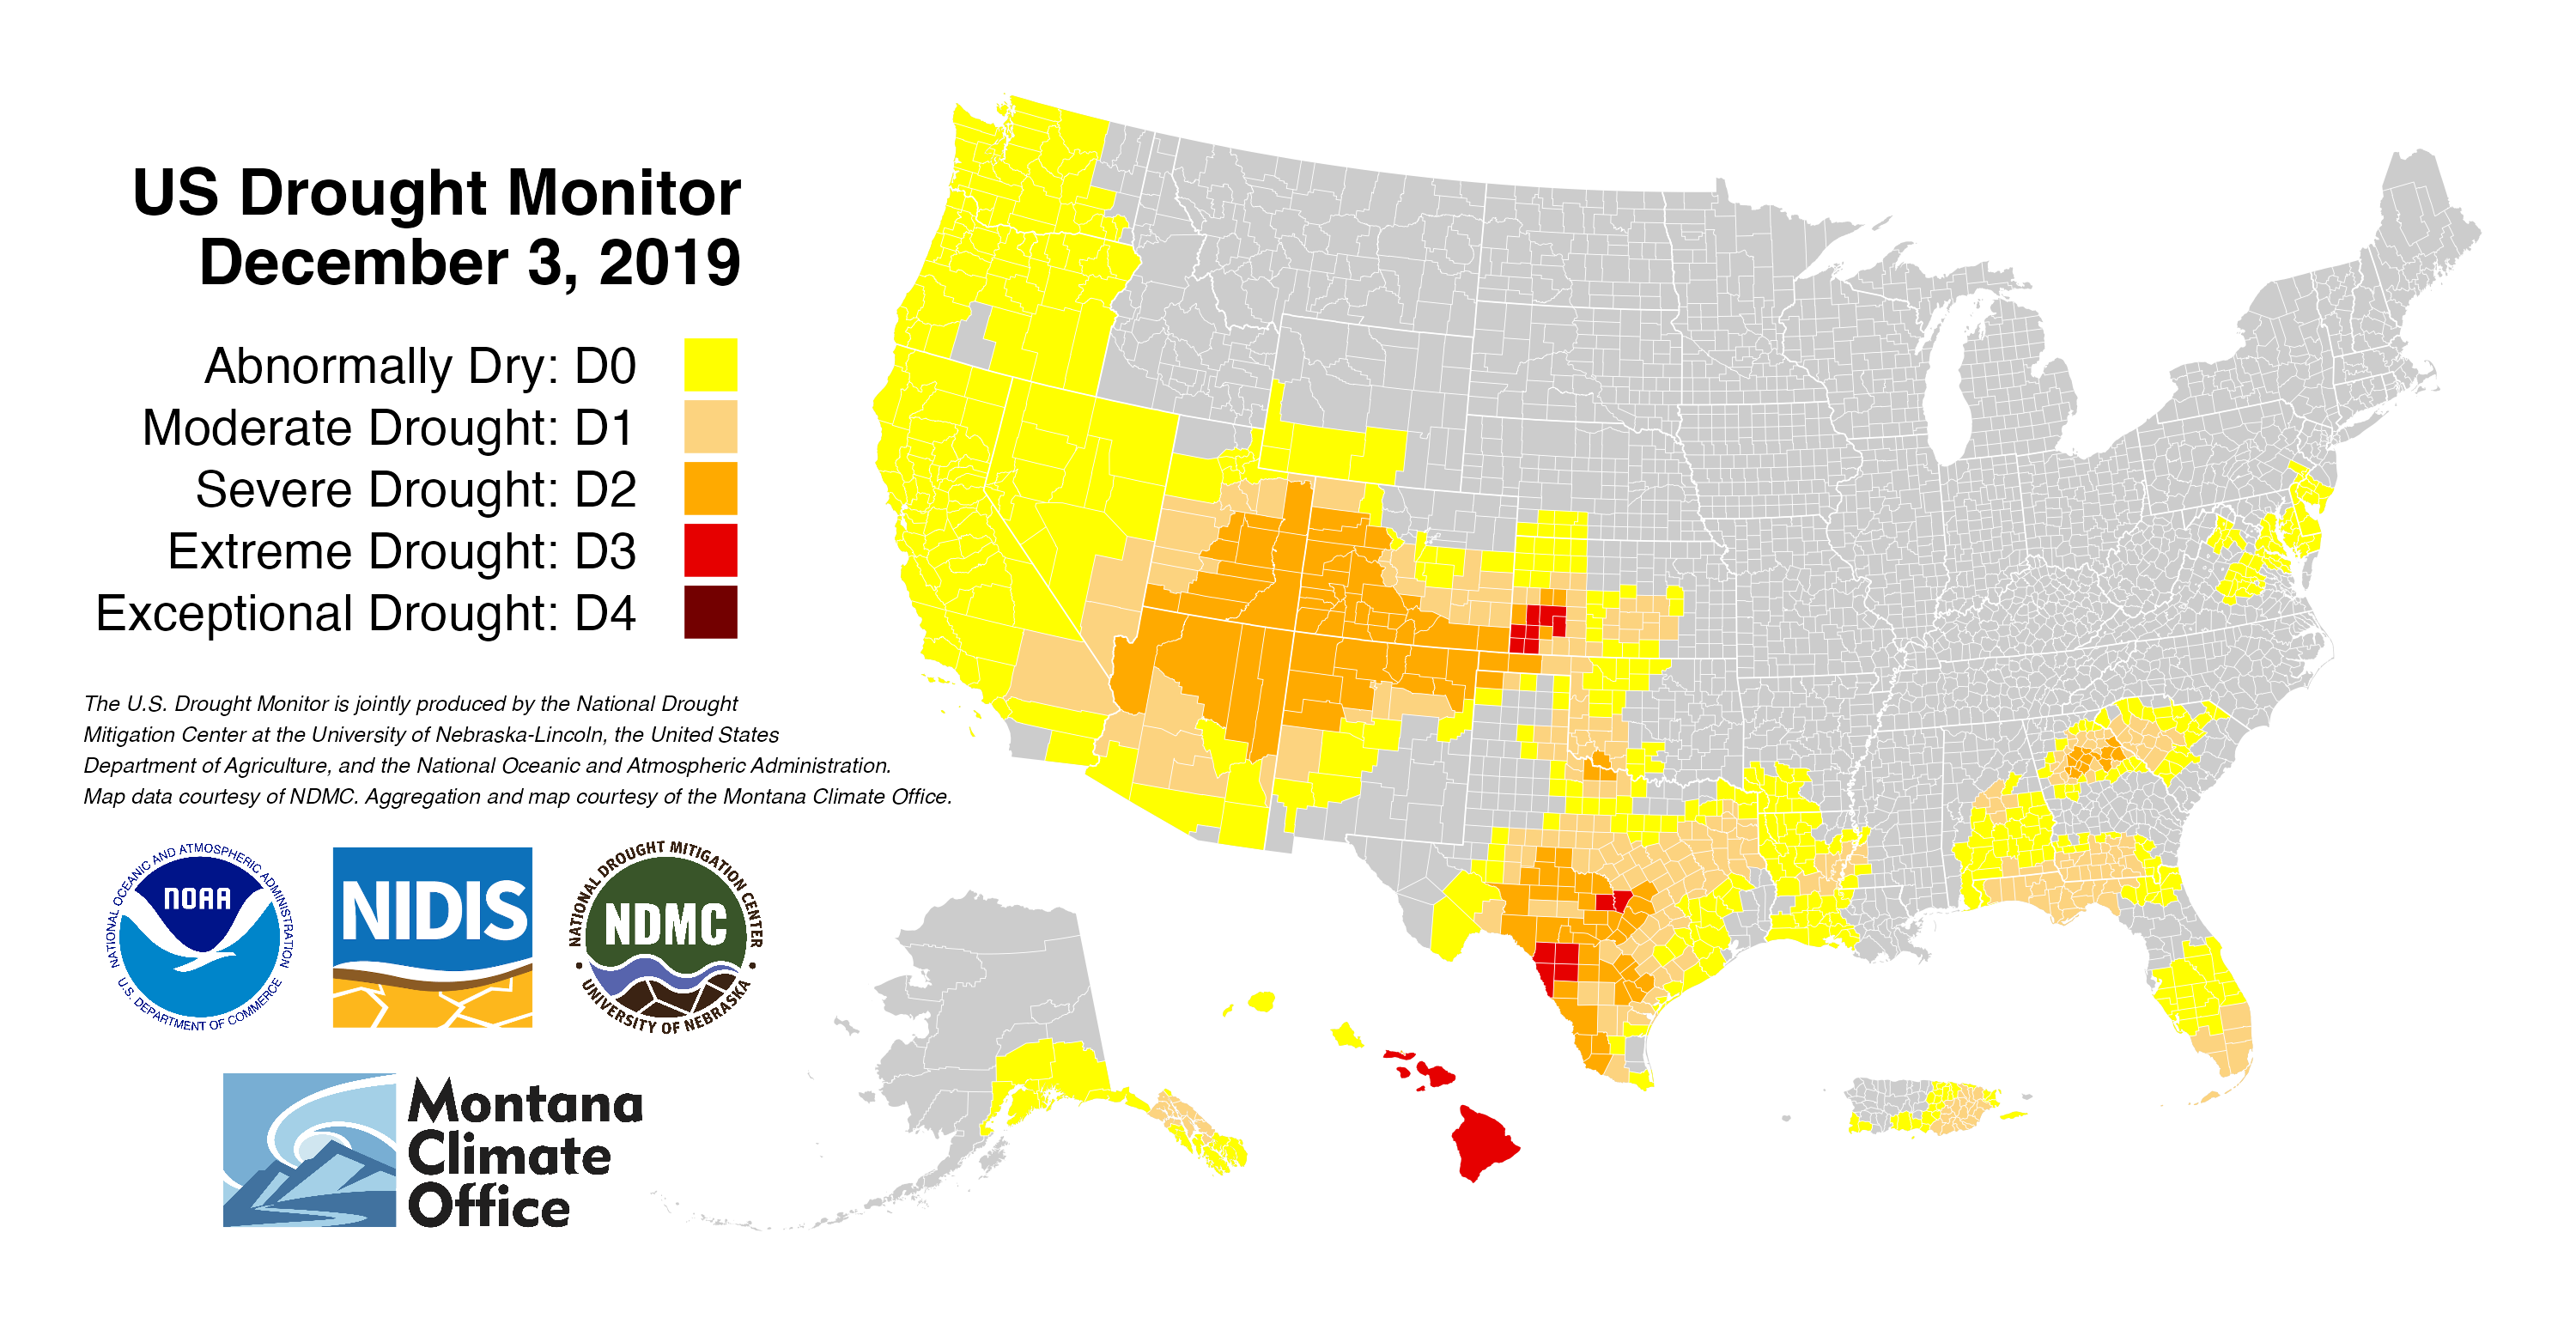 US Drought Monitor
December 3, 2019
Abnormally Dry: D0
Moderate Drought: D1
Severe Drought: D2
Extreme Drought: D3
Exceptional Drought: D4
The U.S. Drought Monitor is jointly produced by the National Drought
Mitigation Center at the University of Nebraska-Lincoln, the United States
Department of Agriculture, and the National Oceanic and Atmospheric Administration.
Map data courtesy of NDMC. Aggregation and map courtesy of the Montana Climate Office.
NATIONAL OCEANIC AND ATMOSPHERIC ADMINISTRATION
NOAA
U.S. DEPARTMENT OF COMMERCE
NIDIS
NATIONAL DROUGHT MITIGATION CENTER
NDMC
UNIVERSITY OF NEBRASKA
Montana
Climate
Office